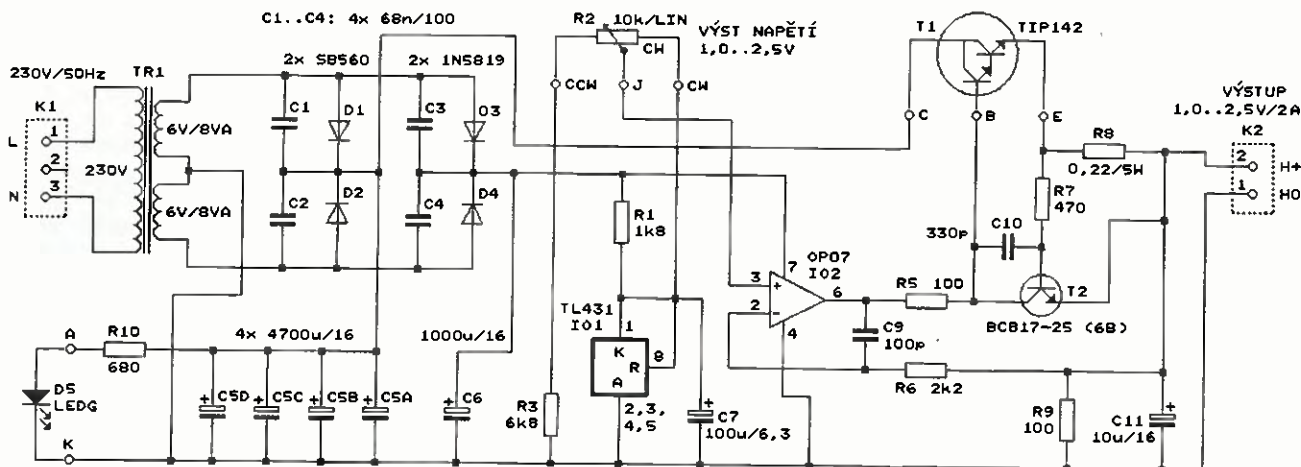 C1..C4: 4x 68n/100
R2 10k/LIN
VÝST NAPĚTÍ
1,0..2,5V
T1
TIP142
230V/50Hz
TR1
2x SB560
2x 1N5819
CW
CCW
J
CW
K1
C1
D1
C3
D3
C
B
E
VÝSTUP
1,0..2,5V/2A
L
1
2
N
3
230V
6V/8VA
6V/8VA
R8
0,22/5W
K2
2
H+
1
H0
C2
D2
C4
D4
R1
1k8
R7
470
C10
330p
OP07
IO2
7
3
+
2
-
6
4
R5
100
T2
BC817-25 (6B)
A
R10
680
4x 4700u/16
1000u/16
TL431
IO1
1
K
R
8
A
C9
100p
D5
LEDG
+
C5D
+
C5C
+
C5B
+
C5A
+
C6
R3
6k8
2,3,
4,5
+
C7
100u/6,3
R6 2k2
R9
100
+
C11
10u/16
K